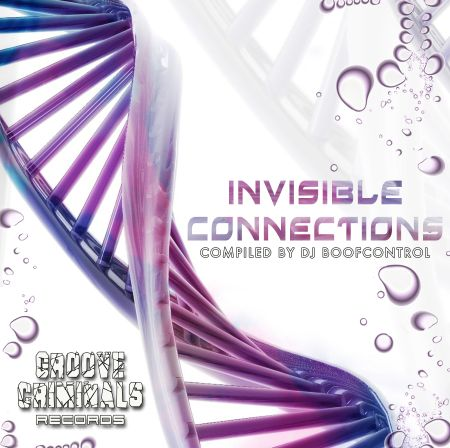 INVISIBLE
CONNECTIONS
COMPILED BY DJ BOOFCONTROL
GROOVE
CRIMINALS
RECORDS